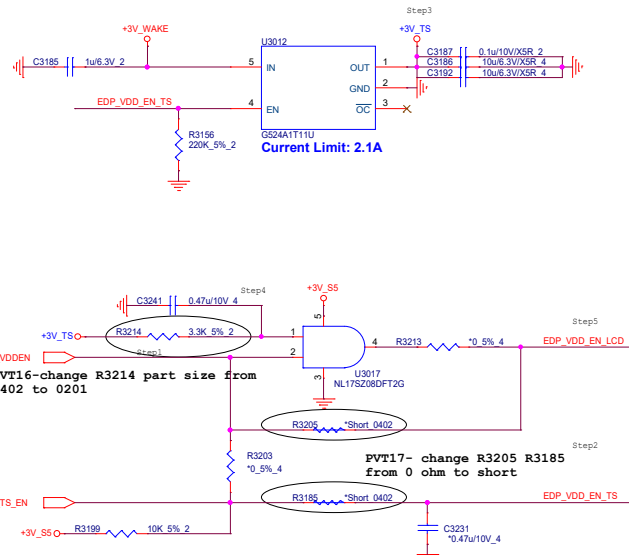 Step3
+3V_WAKE
+3V_TS
U3012
C3185
1u/6.3V_2
5
IN
OUT
1
C3187
0.1u/10V/X5R_2
C3186
10u/6.3V/X5R_4
C3192
10u/6.3V/X5R_4
GND
2
EDP_VDD_EN_TS
4
EN
OC
3
R3156
220K_5%_2
G524A1T11U
Current Limit: 2.1A
Step4
+3V_S5
C3241
0.47u/10V_4
5
Step5
+3V_TS
R3214
3.3K_5%_2
1
4
R3213
*0_5%_4
EDP_VDD_EN_LCD
Step1
VDDEN
2
U3017
3
NL17SZ08DFT2G
VT16-change R3214 part size from
402 to 0201
R3205
*Short_0402
Step2
R3203
*0_5%_4
PVT17- change R3205 R3185
from 0 ohm to short
TS_EN
R3185
*Short_0402
EDP_VDD_EN_TS
+3V_S5
R3199
10K_5%_2
C3231
*0.47u/10V_4